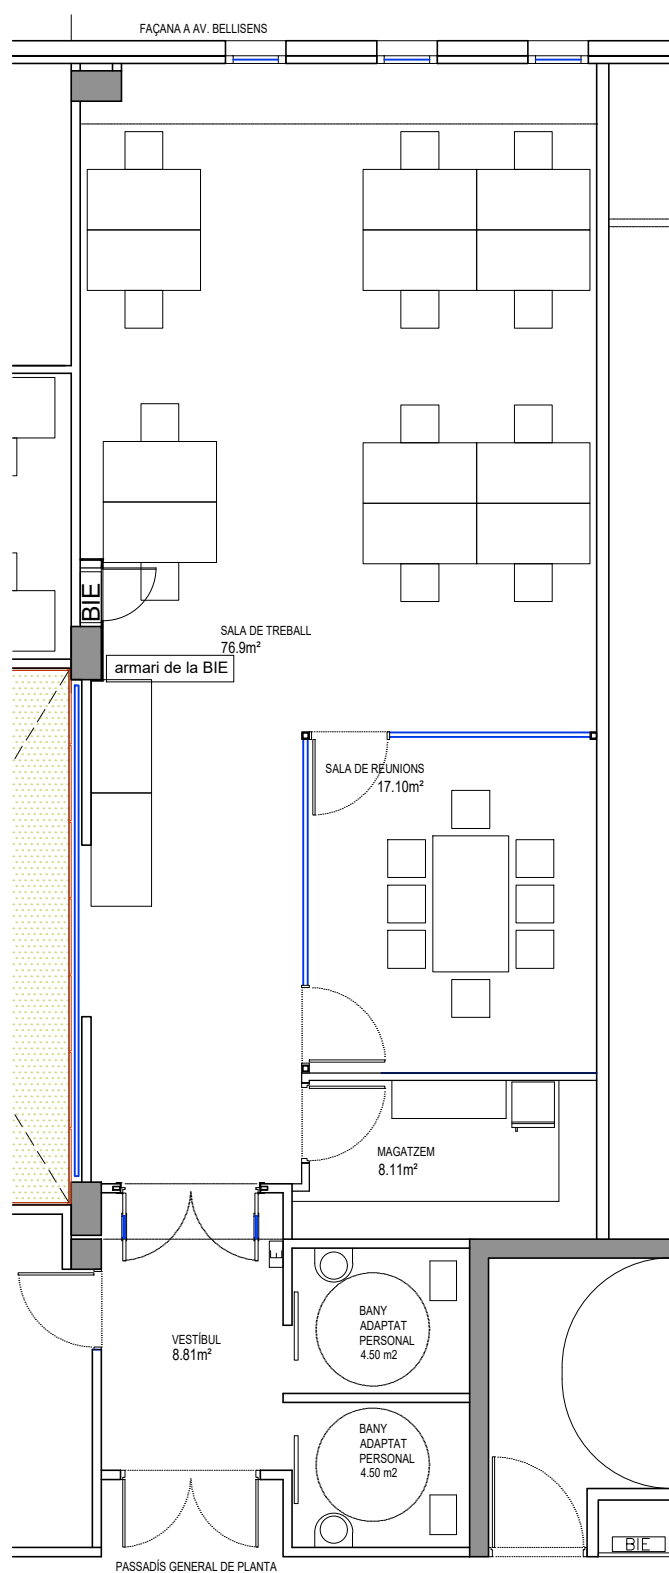 FAÇANA A AV. BELLISENS
BIE
SALA DE TREBALL
76.9m²
armari de la BIE
SALA DE REUNIONS
17.10m²
MAGATZEM
8.11m²
VESTÍBUL
8.81m²
BANY
ADAPTAT
PERSONAL
4.50 m2
BANY
ADAPTAT
PERSONAL
4.50 m2
BIE
PASSADÍS GENERAL DE PLANTA